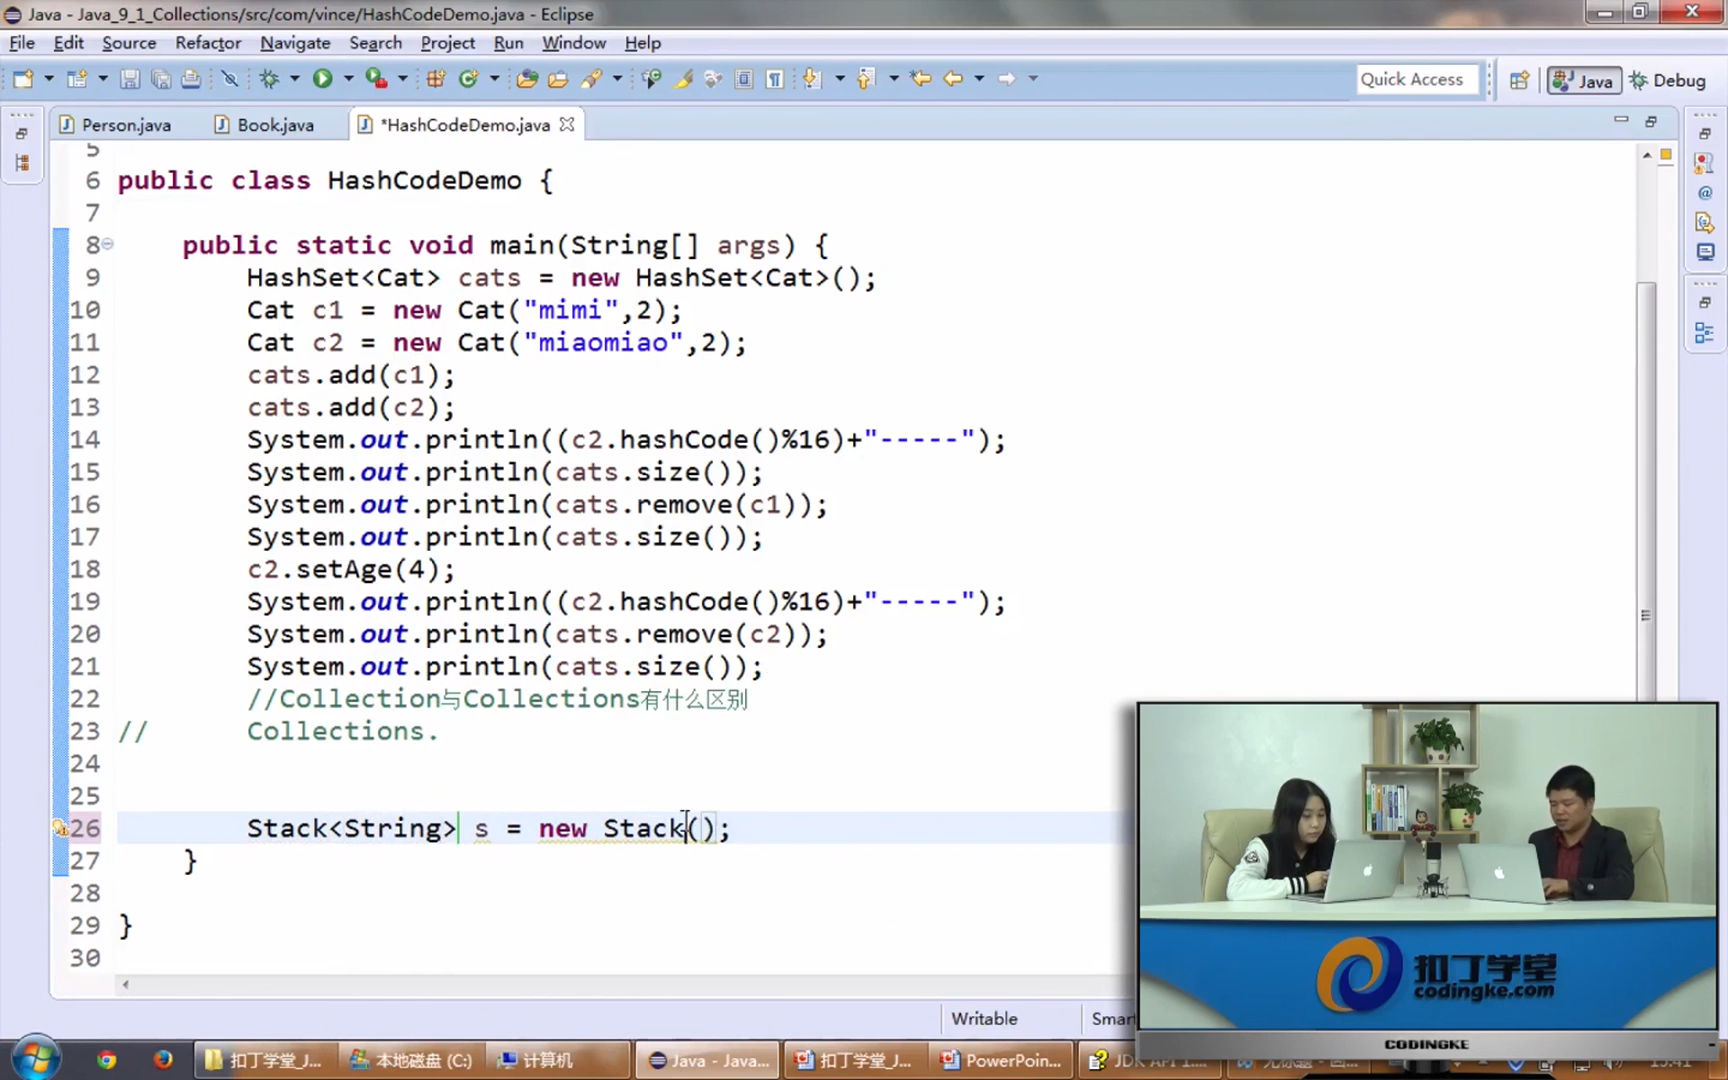 Java - Java_9_1_Collections/src/com/vince/HashCodeDemo.java - Eclipse
File Edit Source Refactor Navigate Search Project Run Window Help
Quick Access Java Debug
Person.java Book.java *HashCodeDemo.java
5
6 public class HashCodeDemo {
7
8 public static void main(String[] args) {
9 HashSet<Cat> cats = new HashSet<Cat>();
10 Cat c1 = new Cat("mimi",2);
11 Cat c2 = new Cat("miaomiao",2);
12 cats.add(c1);
13 cats.add(c2);
14 System.out.println((c2.hashCode()%16)+"-----");
15 System.out.println(cats.size());
16 System.out.println(cats.remove(c1));
17 System.out.println(cats.size());
18 c2.setAge(4);
19 System.out.println((c2.hashCode()%16)+"-----");
20 System.out.println(cats.remove(c2));
21 System.out.println(cats.size());
22 //Collection与Collections有什么区别
23 // Collections.
24
25
26 Stack<String> s = new Stack();
27 }
28
29 }
30
扣丁学堂
codingke.com
CODINGKE
Writable Smar
扣丁学堂_J... 本地磁盘 (C:) 计算机 Java - Java... 扣丁学堂_J... PowerPoin... JDK API 1...